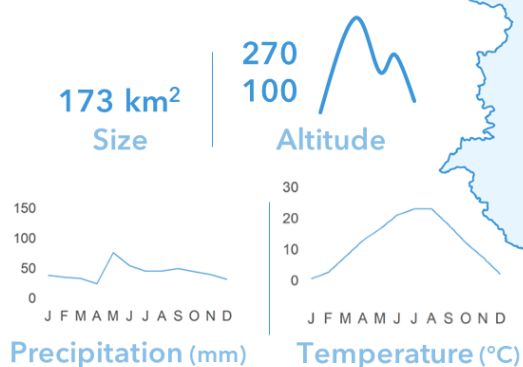 173 km²
Size
270
100
Altitude
150
100
50
0
J F M A M J J A S O N D
Precipitation (mm)
30
20
10
0
J F M A M J J A S O N D
Temperature (°C)